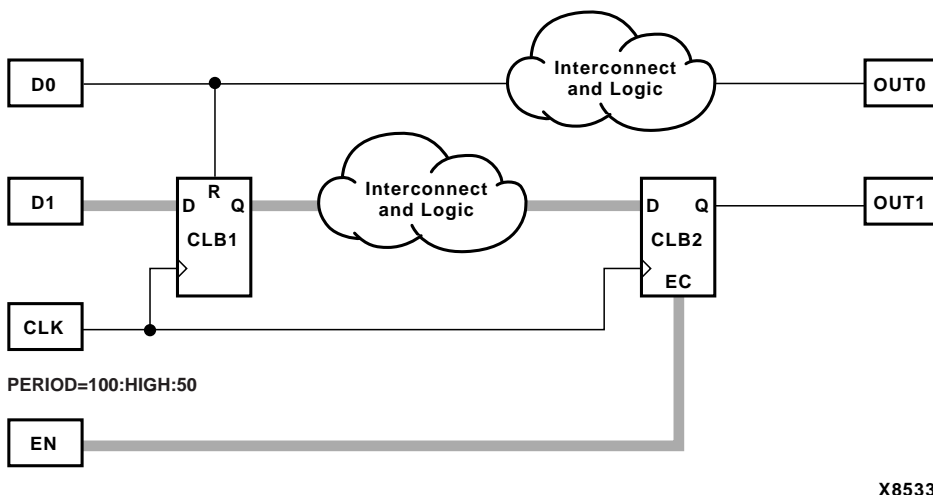 Interconnect
and Logic
D0
OUT0
D1
R
D Q
CLB1
Interconnect
and Logic
D Q
CLB2
EC
OUT1
CLK
PERIOD=100:HIGH:50
EN
X8533